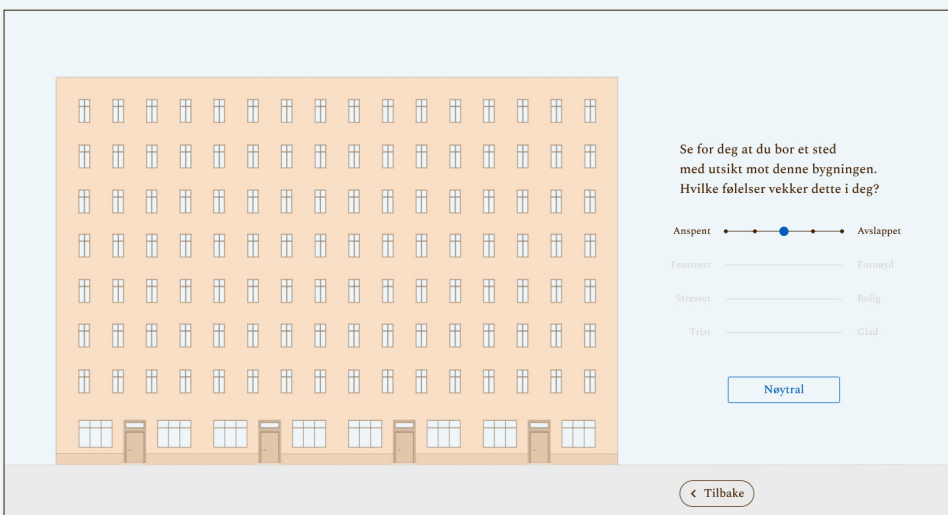 Se for deg at du bor et sted
med utsikt mot denne bygningen.
Hvilke følelser vekker dette i deg?
Anspent Avslappet
Frustrert Fornøyd
Stresset Rolig
Trist Glad
Nøytral
Tilbake